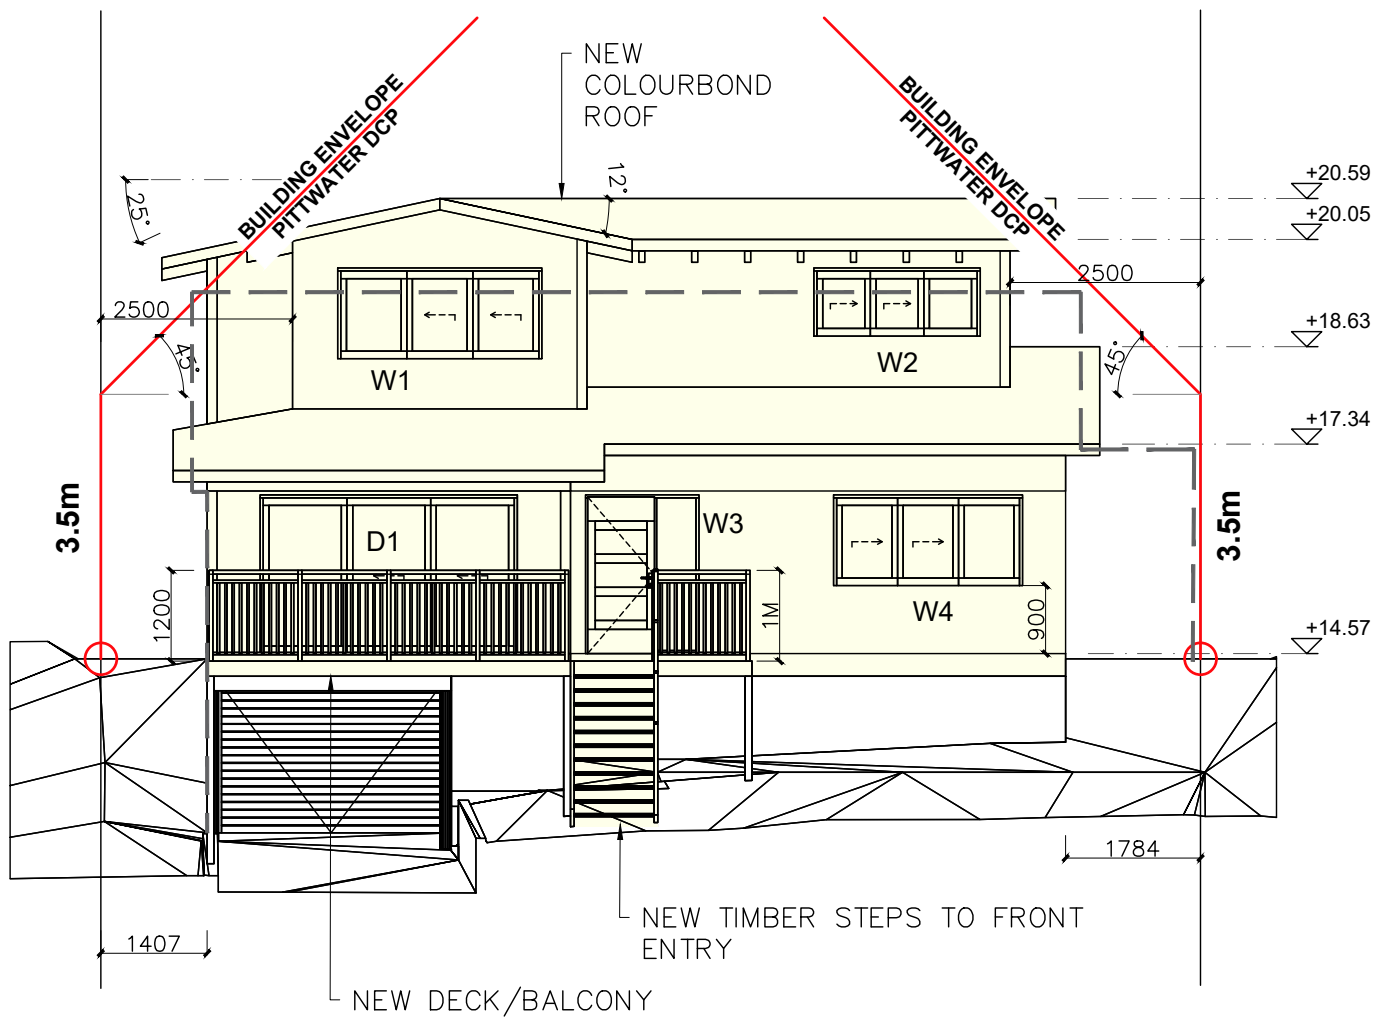 NEW
COLOURBOND
ROOF
BUILDING ENVELOPE
PITTWATER DCP
BUILDING ENVELOPE
PITTWATER DCP
12°
25°
+20.59
+20.05
2500
2500
45°
45°
+18.63
W1
W2
+17.34
3.5m
3.5m
D1
W3
W4
1200
1M
900
+14.57
1784
NEW TIMBER STEPS TO FRONT
ENTRY
1407
NEW DECK/BALCONY